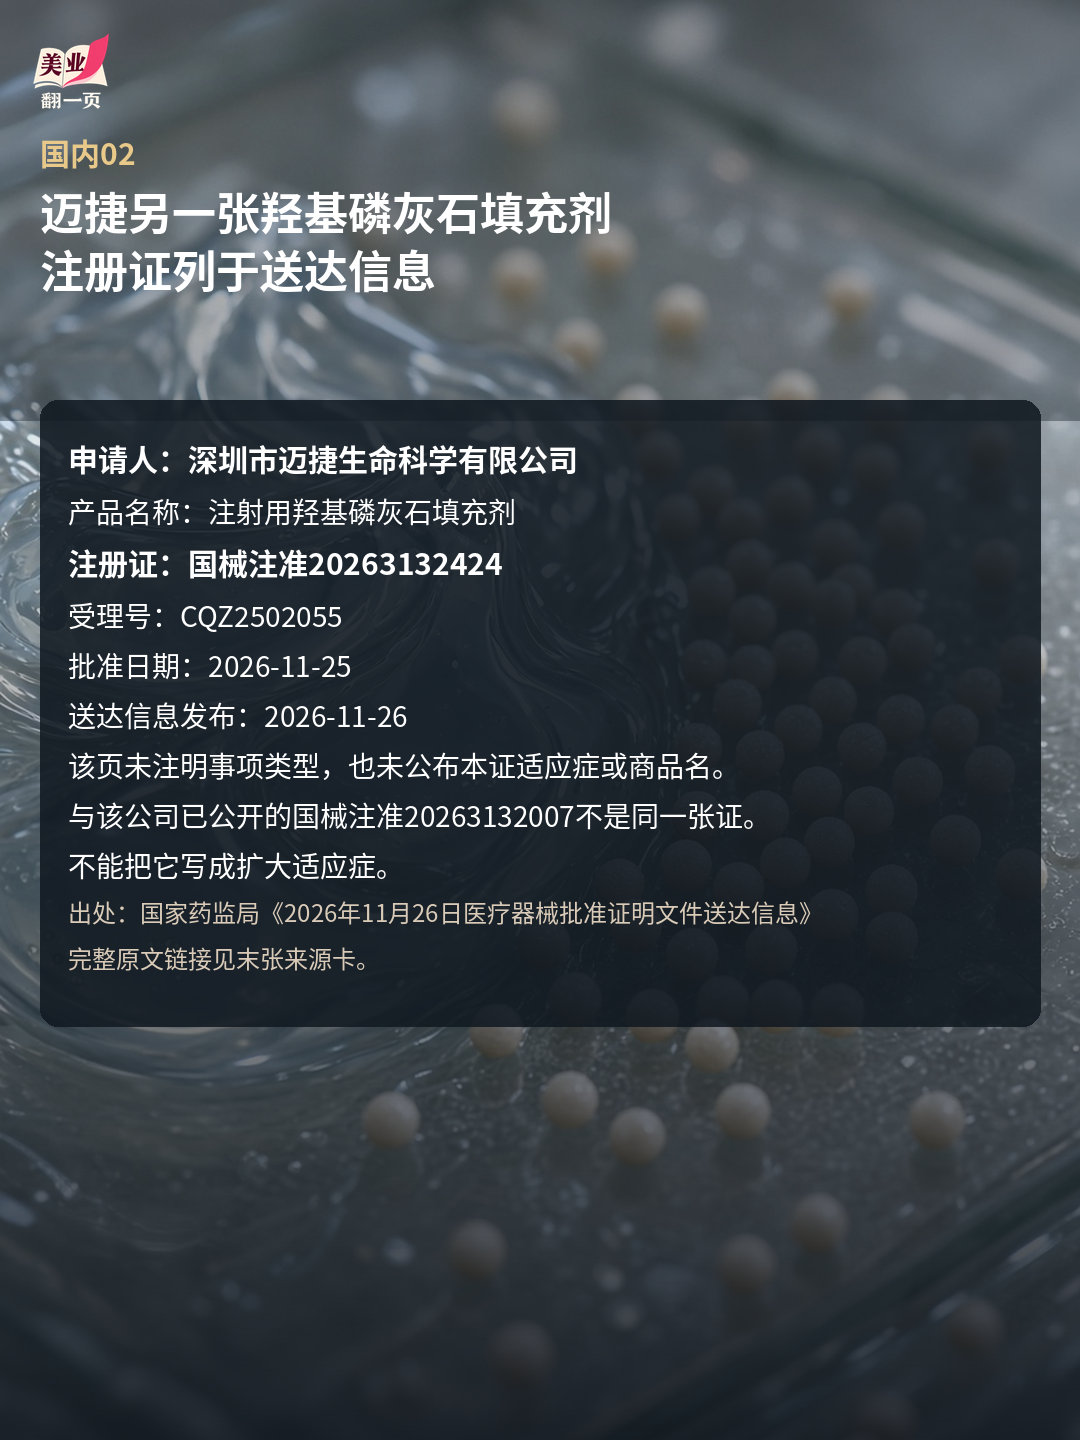 美业
翻一页
国内02
迈捷另一张羟基磷灰石填充剂
注册证列于送达信息
申请人：深圳市迈捷生命科学有限公司
产品名称：注射用羟基磷灰石填充剂
注册证：国械注准20263132424
受理号：CQZ2502055
批准日期：2026-11-25
送达信息发布：2026-11-26
该页未注明事项类型，也未公布本证适应症或商品名。
与该公司已公开的国械注准20263132007不是同一张证。
不能把它写成扩大适应症。
出处：国家药监局《2026年11月26日医疗器械批准证明文件送达信息》
完整原文链接见末张来源卡。